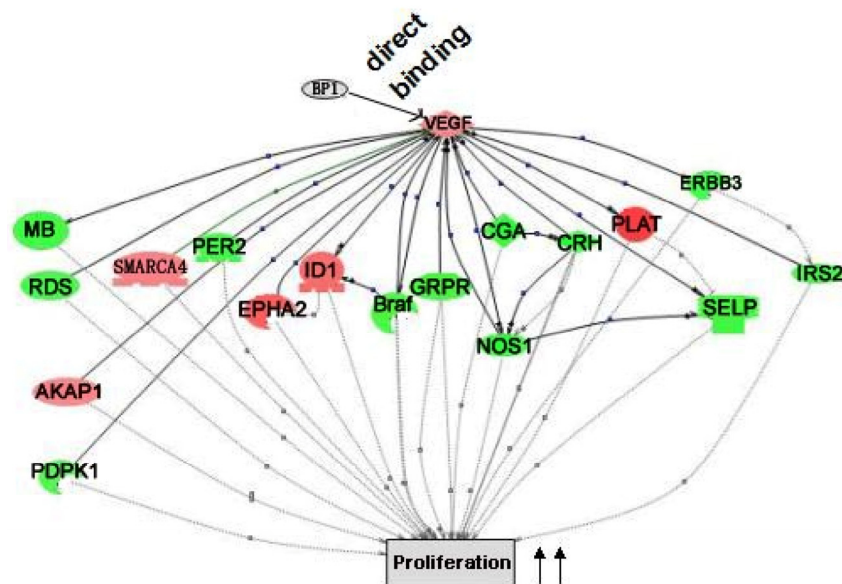 direct
binding
BP1
VEGF
ERBB3
MB
PER2
CGA
CRH
PLAT
SMARCA4
ID1
RDS
EPHA2
Braf
GRPR
IRS2
SELP
NOS1
AKAP1
PDPK1
Proliferation